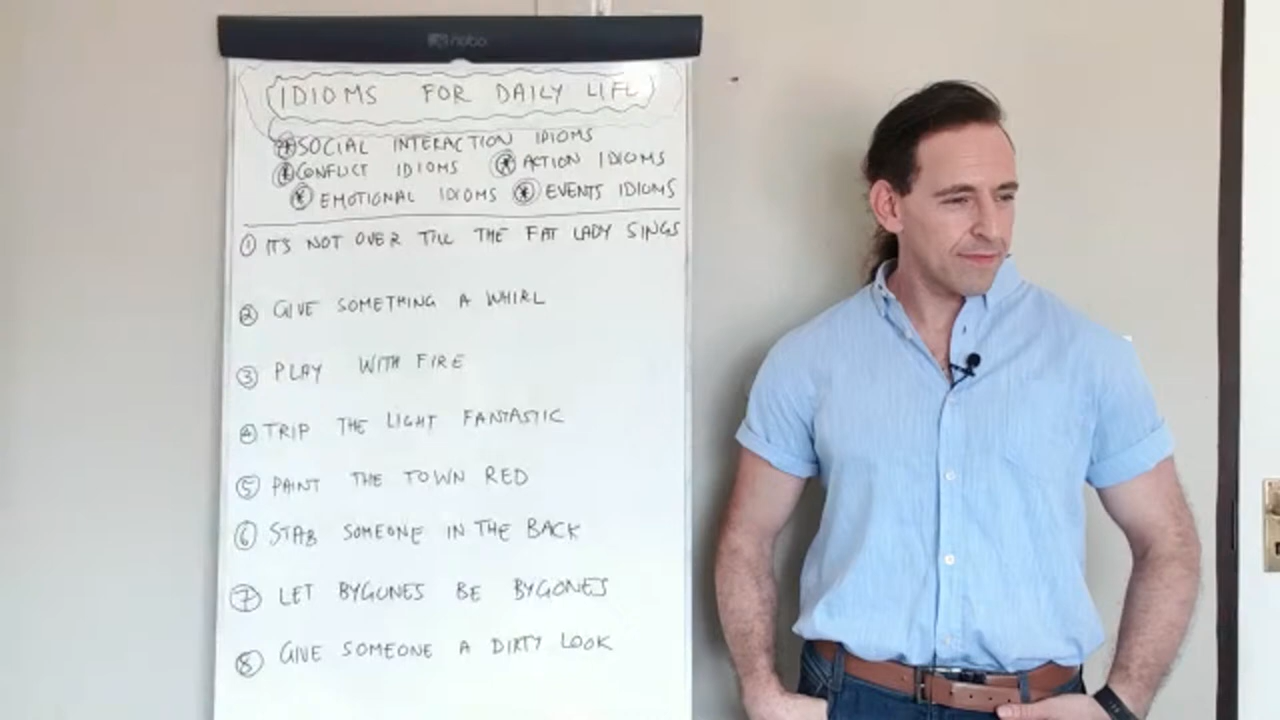 nobo
IDIOMS FOR DAILY LIFE
SOCIAL INTERACTION IDIOMS
CONFLICT IDIOMS ACTION IDIOMS
EMOTIONAL IDIOMS EVENTS IDIOMS
1 IT'S NOT OVER TILL THE FAT LADY SINGS
2 GIVE SOMETHING A WHIRL
3 PLAY WITH FIRE
4 TRIP THE LIGHT FANTASTIC
5 PAINT THE TOWN RED
6 STAB SOMEONE IN THE BACK
7 LET BYGONES BE BYGONES
8 GIVE SOMEONE A DIRTY LOOK